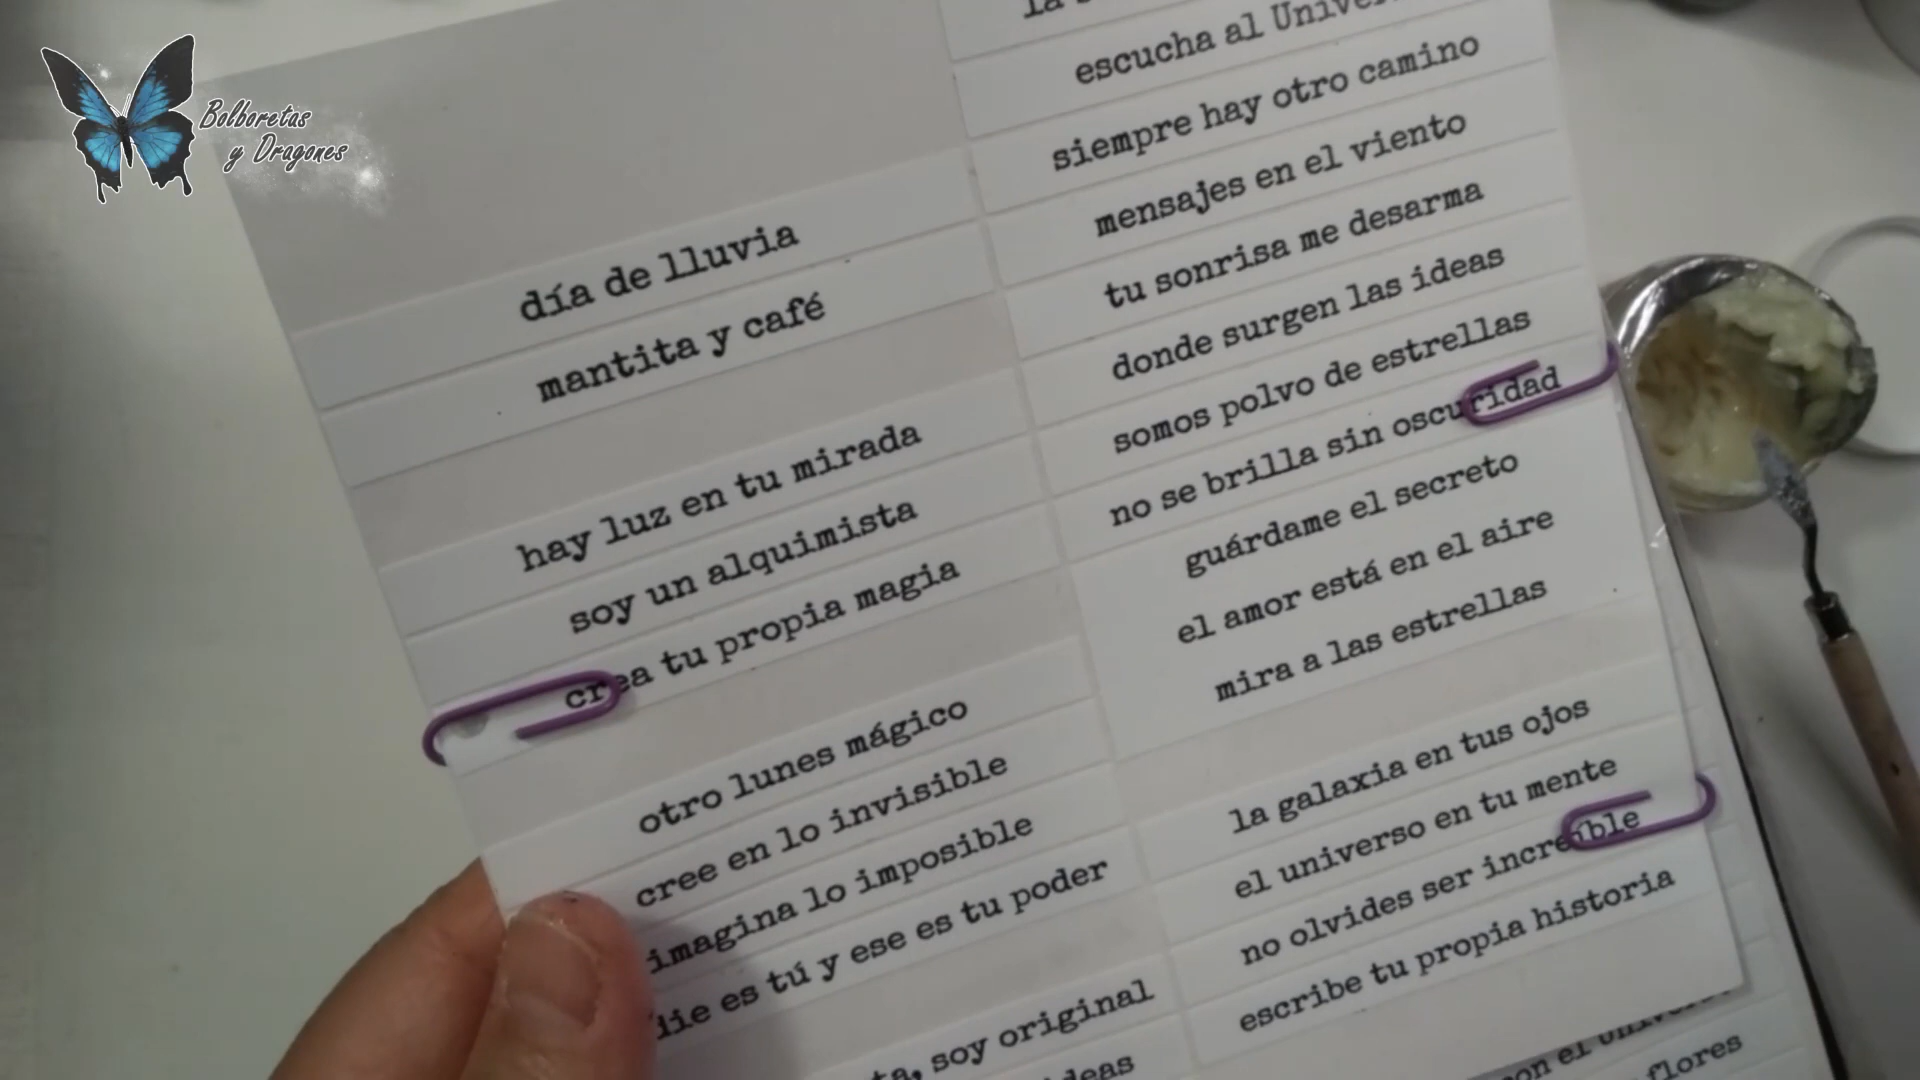 Bolboretas
y Dragones
día de lluvia
mantita y café
hay luz en tu mirada
soy un alquimista
crea tu propia magia
otro lunes mágico
cree en lo invisible
imagina lo imposible
es tú y ese es tu poder
soy original
la
escucha al
siempre hay otro camino
mensajes en el viento
tu sonrisa me desarma
donde surgen las ideas
somos polvo de estrellas
no se brilla sin oscuridad
guárdame el secreto
el amor está en el aire
mira a las estrellas
la galaxia en tus ojos
el universo en tu mente
no olvides ser increíble
escribe tu propia historia
el
flores